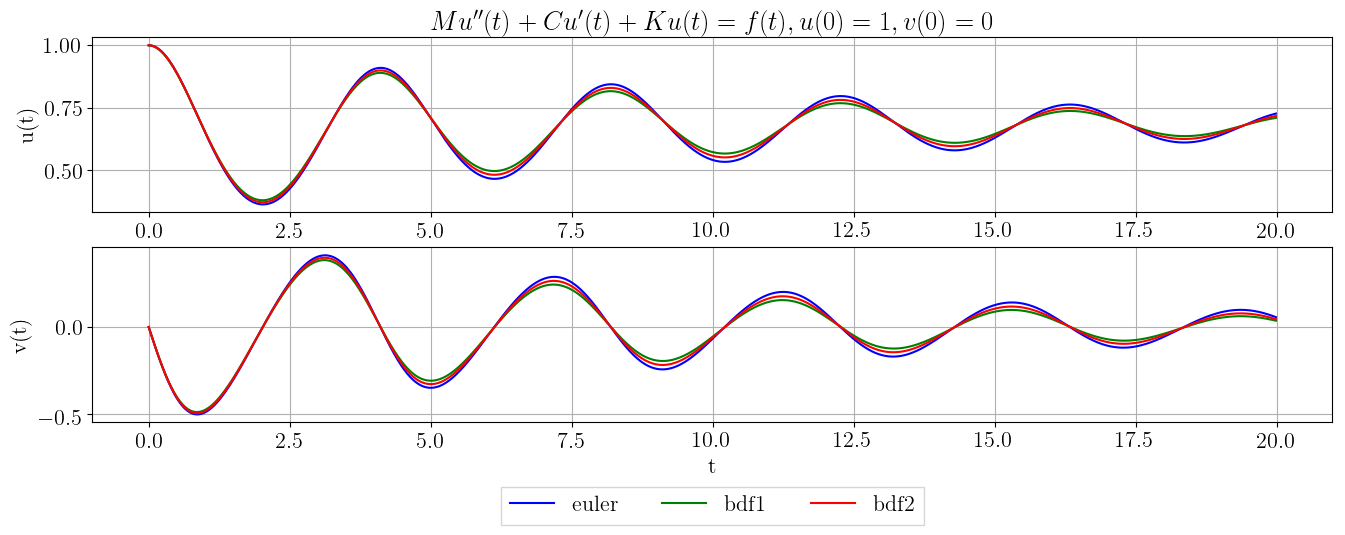 Mu''(t) + Cu'(t) + Ku(t) = f(t), u(0) = 1, v(0) = 0
1.00
0.75
0.50
u(t)
0.0 2.5 5.0 7.5 10.0 12.5 15.0 17.5 20.0
0.0
−0.5
v(t)
0.0 2.5 5.0 7.5 10.0 12.5 15.0 17.5 20.0
t
euler bdf1 bdf2